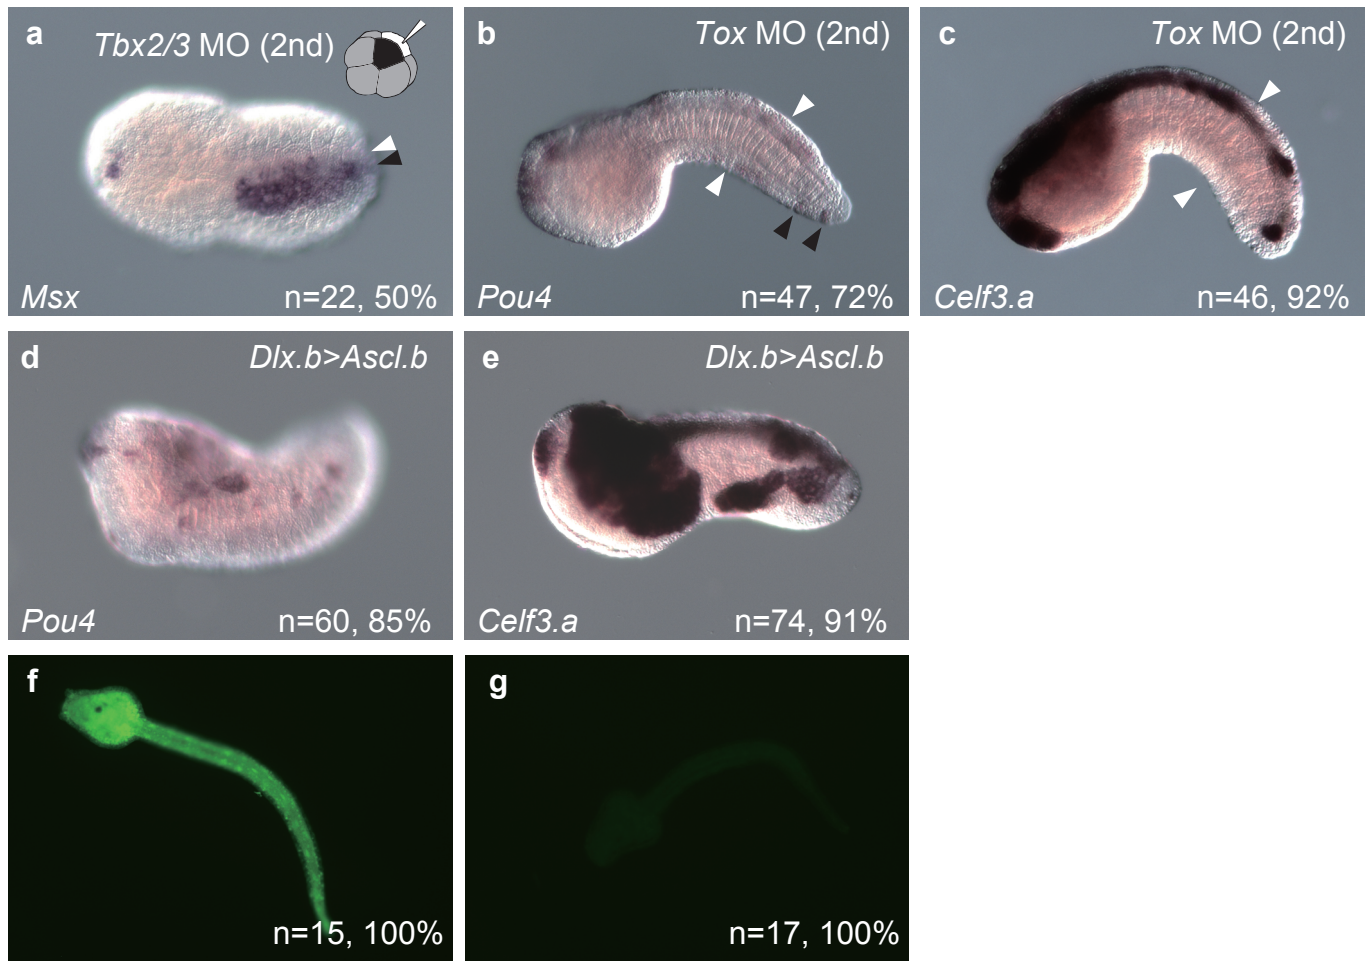 a
Tbx2/3 MO (2nd)
Msx
n=22, 50%
b
Tox MO (2nd)
Pou4
n=47, 72%
c
Tox MO (2nd)
Celf3.a
n=46, 92%
d
Dlx.b>Ascl.b
Pou4
n=60, 85%
e
Dlx.b>Ascl.b
Celf3.a
n=74, 91%
f
n=15, 100%
g
n=17, 100%